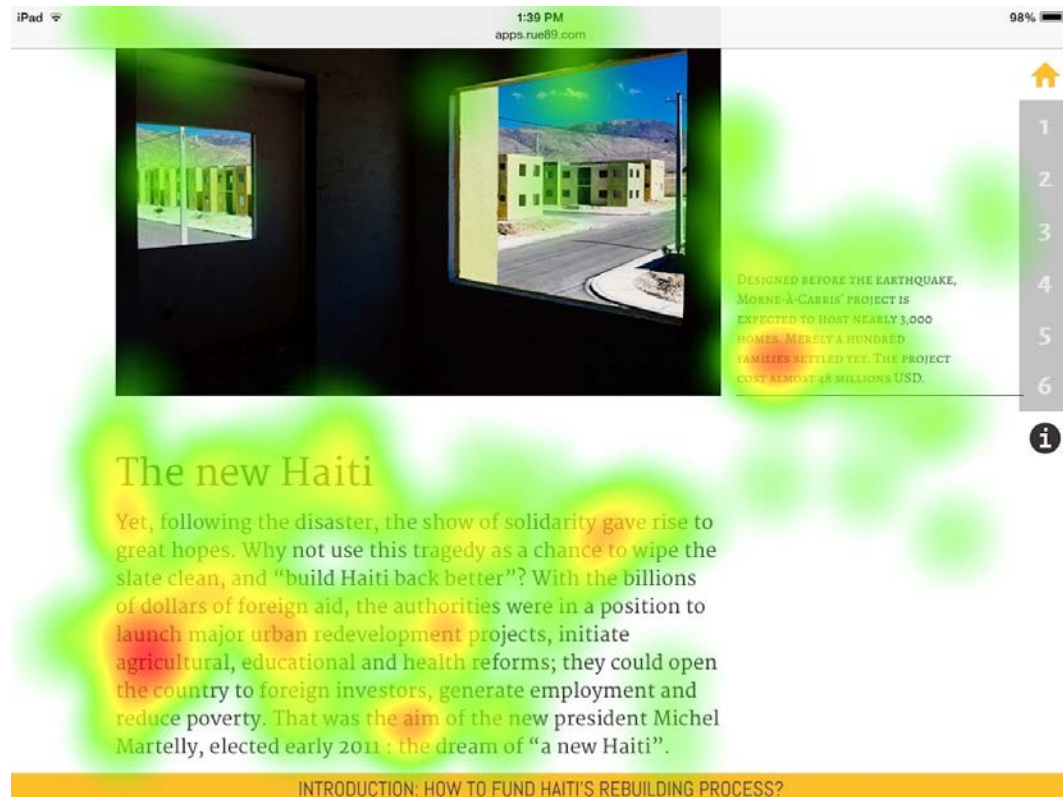 iPad
1:39 PM
98%
apps.rue89.com
1
2
3
4
5
6
i
DESIGNED BEFORE THE EARTHQUAKE,
MORNE-À-CABRIS' PROJECT IS
EXPECTED TO HOST NEARLY 3,000
HOMES. MERELY A HUNDRED
FAMILIES SETTLED YET. THE PROJECT
COST ALMOST 48 MILLIONS USD.
The new Haiti
Yet, following the disaster, the show of solidarity gave rise to
great hopes. Why not use this tragedy as a chance to wipe the
slate clean, and “build Haiti back better”? With the billions
of dollars of foreign aid, the authorities were in a position to
launch major urban redevelopment projects, initiate
agricultural, educational and health reforms; they could open
the country to foreign investors, generate employment and
reduce poverty. That was the aim of the new president Michel
Martelly, elected early 2011 : the dream of “a new Haiti”.
INTRODUCTION: HOW TO FUND HAITI'S REBUILDING PROCESS?